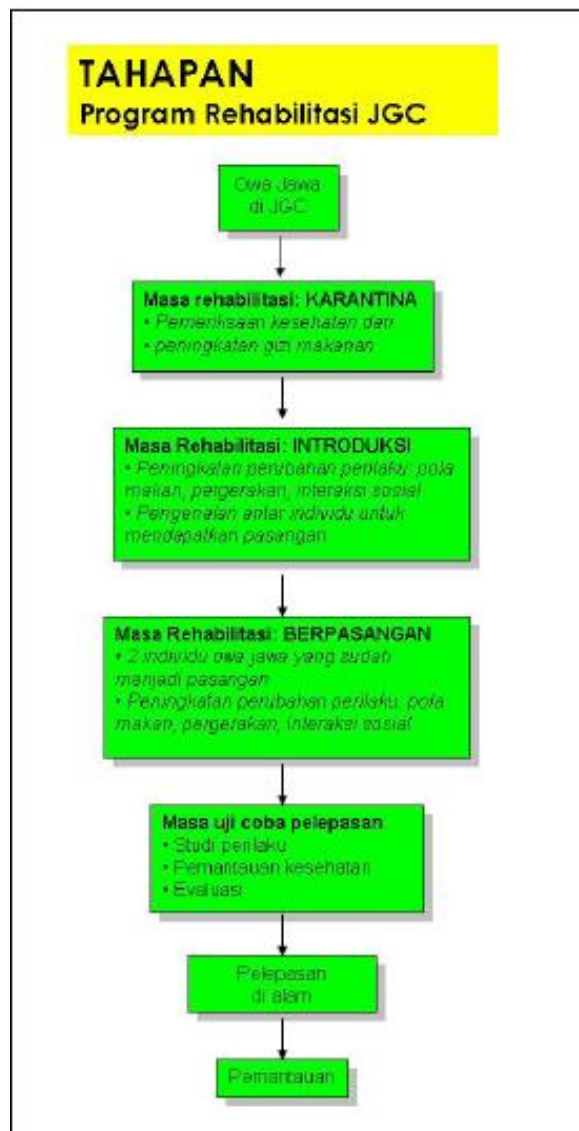 TAHAPAN
Program Rehabilitasi JGC
Owa Jawa
di JGC
Masa rehabilitasi: KARANTINA
• Pemeriksaan kesehatan dan
• peningkatan gizi makanan
Masa Rehabilitasi: INTRODUKSI
• Peningkatan perubahan perilaku: pola
makan, pergerakan, interaksi sosial
• Pengenalan antar individu untuk
mendapatkan pasangan
Masa Rehabilitasi: BERPASANGAN
• 2 individu owa jawa yang sudah
menjadi pasangan
• Peningkatan perubahan perilaku: pola
makan, pergerakan, interaksi sosial
Masa uji coba pelepasan
• Studi perilaku
• Pemantauan kesehatan
• Evaluasi
Pelepasan
di alam
Pemantauan